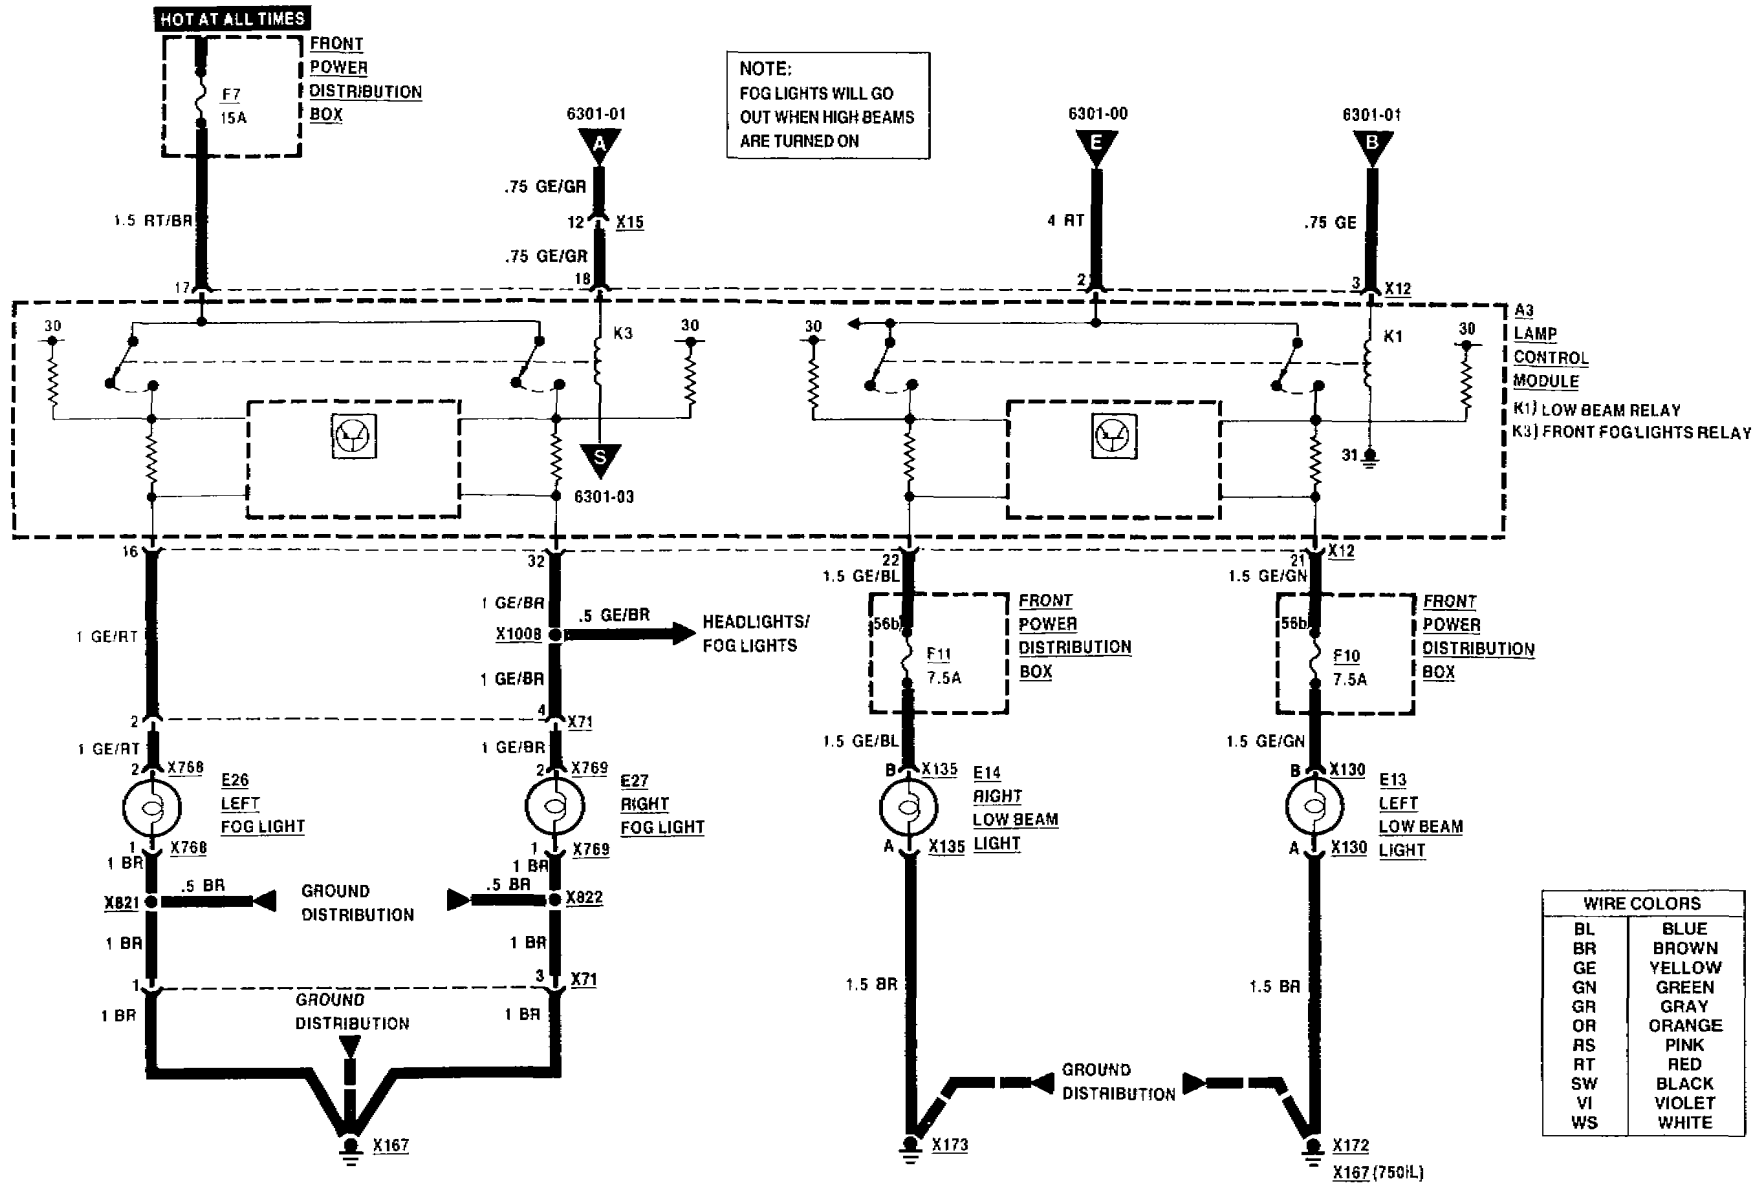 HOT AT ALL TIMES
FRONT
POWER
DISTRIBUTION
BOX
F7
15A
NOTE:
FOG LIGHTS WILL GO
OUT WHEN HIGH BEAMS
ARE TURNED ON
6301-01
A
6301-00
E
6301-01
B
.75 GE/GR
12
X15
.75 GE/GR
18
1.5 RT/BR
17
4 RT
2
.75 GE
3
X12
30
K3
30
30
K1
30
A3
LAMP
CONTROL
MODULE
K1) LOW BEAM RELAY
K3) FRONT FOG LIGHTS RELAY
S
6301-03
31
16
32
22
21
X12
1.5 GE/BL
1.5 GE/GN
1 GE/RT
1 GE/BR
X1008
.5 GE/BR
HEADLIGHTS/
FOG LIGHTS
1 GE/BR
56b
F11
7.5A
FRONT
POWER
DISTRIBUTION
BOX
56b
F10
7.5A
FRONT
POWER
DISTRIBUTION
BOX
2
4
X71
1 GE/RT
1 GE/BR
1.5 GE/BL
1.5 GE/GN
2
X768
E26
LEFT
FOG LIGHT
2
X769
E27
RIGHT
FOG LIGHT
B
X135
E14
RIGHT
LOW BEAM
LIGHT
B
X130
E13
LEFT
LOW BEAM
LIGHT
1
X768
1 BR
1
X769
1 BR
A
X135
A
X130
X821
.5 BR
GROUND
DISTRIBUTION
.5 BR
X822
1 BR
1 BR
1
3
X71
1 BR
GROUND
DISTRIBUTION
1 BR
1.5 BR
1.5 BR
GROUND
DISTRIBUTION
X167
X173
X172
X167 (750iL)
WIRE COLORS
BL BLUE
BR BROWN
GE YELLOW
GN GREEN
GR GRAY
OR ORANGE
RS PINK
RT RED
SW BLACK
VI VIOLET
WS WHITE